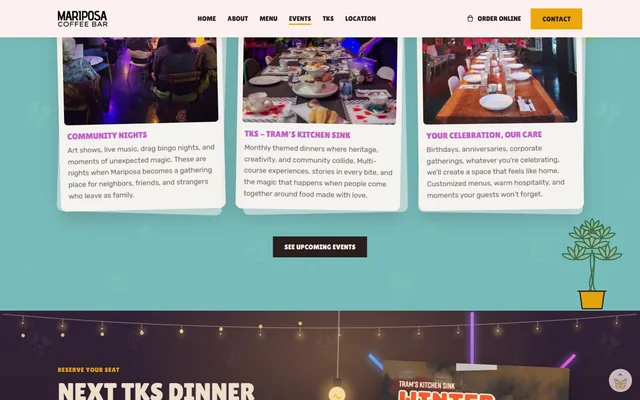 MARIPOSA
COFFEE BAR
HOME ABOUT MENU EVENTS TKS LOCATION ORDER ONLINE CONTACT
COMMUNITY NIGHTS
Art shows, live music, drag bingo nights, and
moments of unexpected magic. These are
nights when Mariposa becomes a gathering
place for neighbors, friends, and strangers
who leave as family.
TKS – TRAM'S KITCHEN SINK
Monthly themed dinners where heritage,
creativity, and community collide. Multi-
course experiences, stories in every bite, and
the magic that happens when people come
together around food made with love.
YOUR CELEBRATION, OUR CARE
Birthdays, anniversaries, corporate
gatherings, whatever you're celebrating,
we'll create a space that feels like home.
Customized menus, warm hospitality, and
moments your guests won't forget.
SEE UPCOMING EVENTS
RESERVE YOUR SEAT
NEXT TKS DINNER
TRAM'S KITCHEN SINK
WINTER